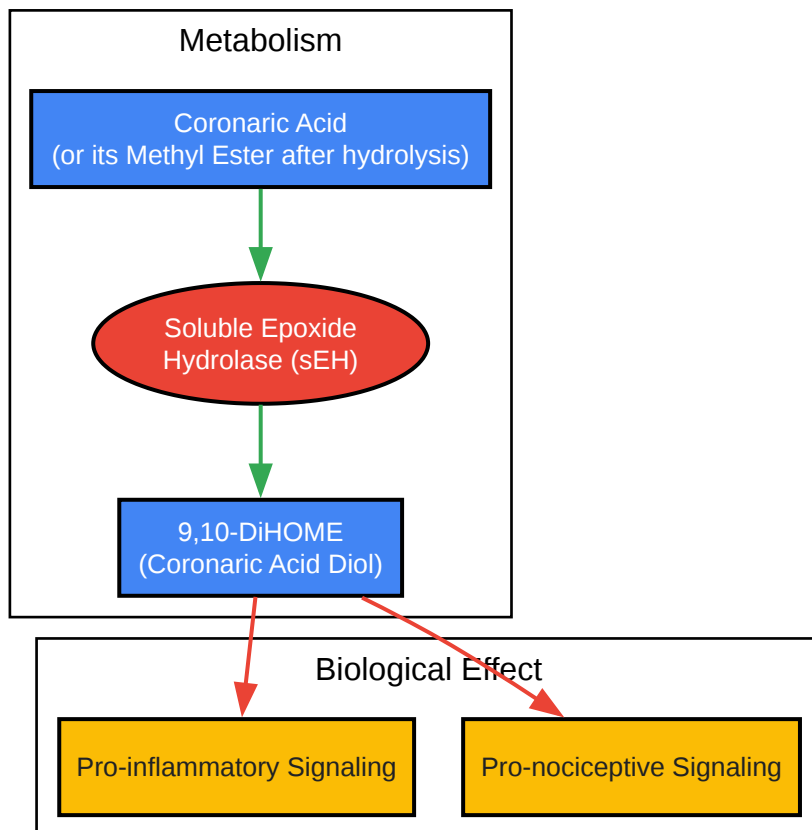 Metabolism
Coronaric Acid
(or its Methyl Ester after hydrolysis)
Soluble Epoxide
Hydrolase (sEH)
9,10-DiHOME
(Coronaric Acid Diol)
Biological Effect
Pro-inflammatory Signaling
Pro-nociceptive Signaling